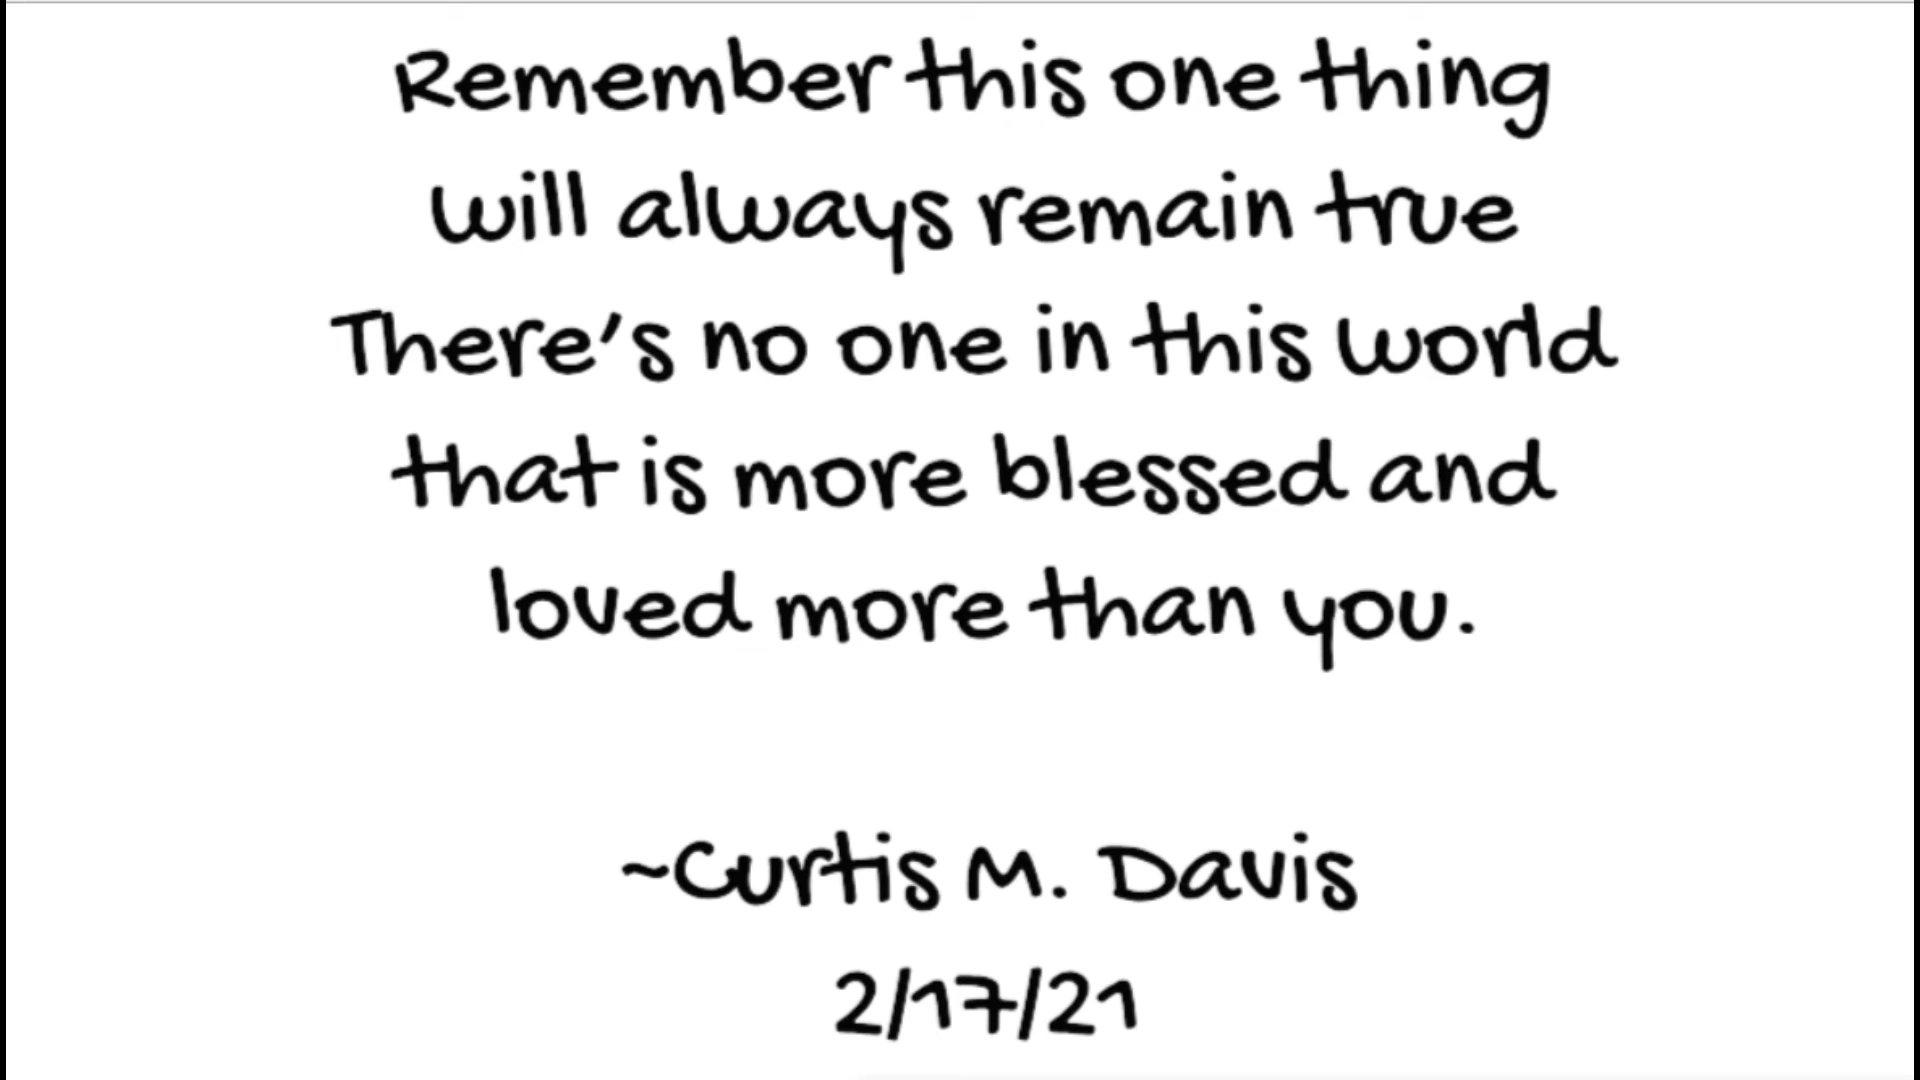 Remember this one thing
will always remain true
There's no one in this world
that is more blessed and
loved more than you.
~Curtis M. Davis
2/17/21